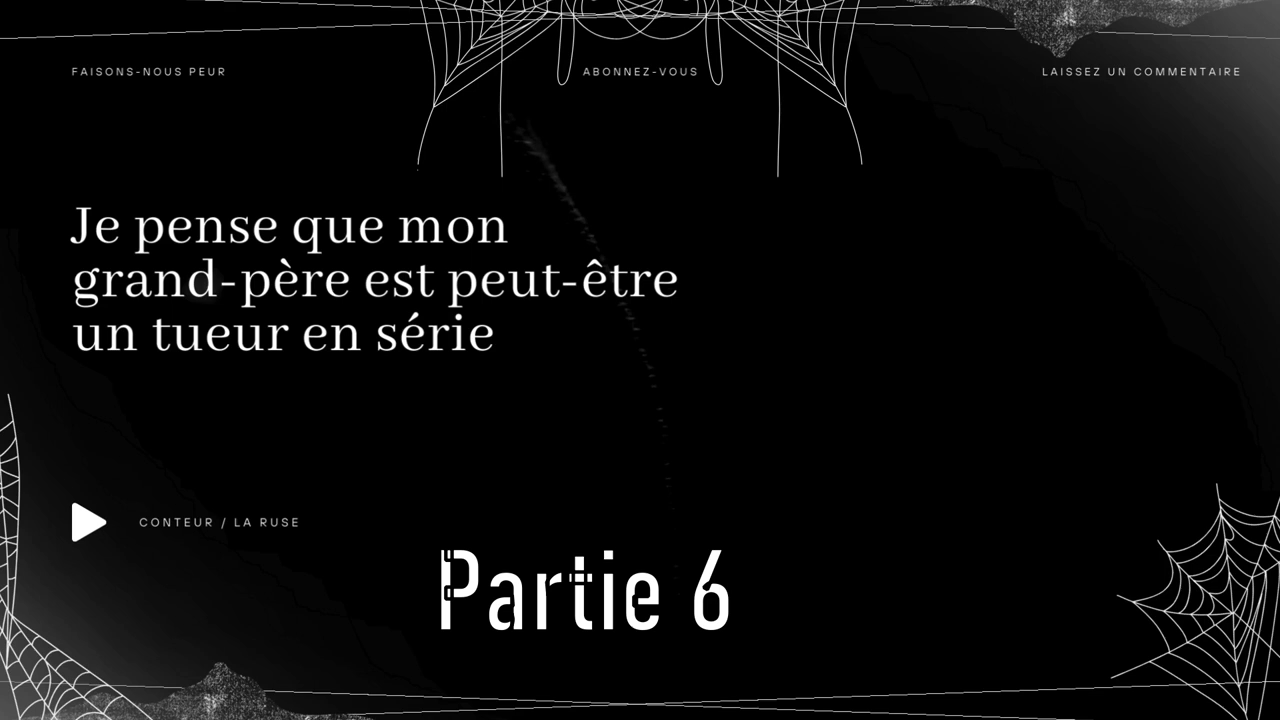 FAISONS-NOUS PEUR
ABONNEZ-VOUS
LAISSEZ UN COMMENTAIRE
Je pense que mon
grand-père est peut-être
un tueur en série
CONTEUR / LA RUSE
Partie 6